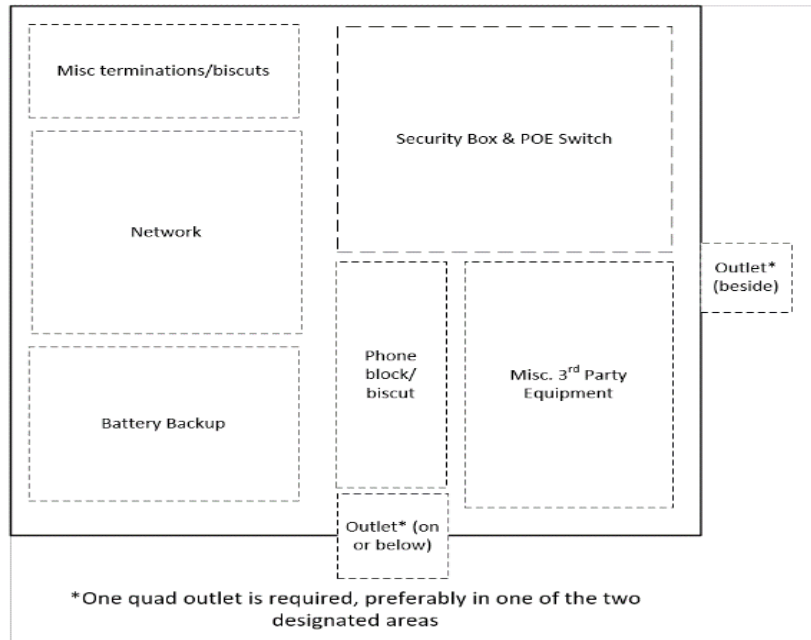 Misc terminations/biscuts
Security Box & POE Switch
Network
Outlet*
(beside)
Phone
block/
biscut
Misc. 3rd Party
Equipment
Battery Backup
Outlet* (on
or below)
*One quad outlet is required, preferably in one of the two
designated areas